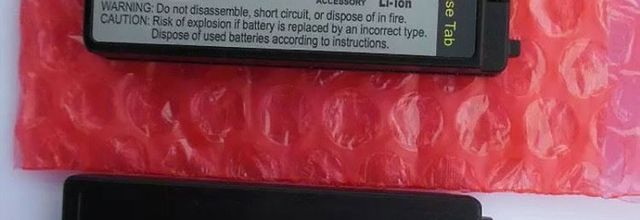 ACCESSORY Li-Ion
WARNING: Do not disassemble, short circuit, or dispose of in fire.
CAUTION: Risk of explosion if battery is replaced by an incorrect type.
Dispose of used batteries according to instructions.
se Tab